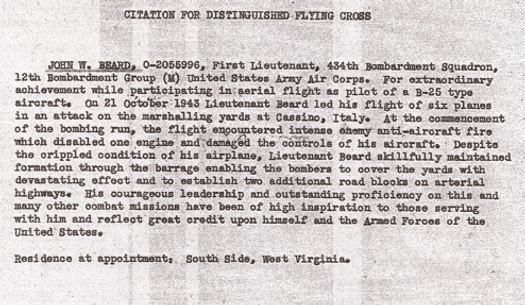 CITATION FOR DISTINGUISHED FLYING CROSS
JOHN W. BEARD, O-2055996, First Lieutenant, 434th Bombardment Squadron,
12th Bombardment Group (M) United States Army Air Corps. For extraordinary
achievement while participating in aerial flight as pilot of a B-25 type
aircraft. On 21 October 1943 Lieutenant Beard led his flight of six planes
in an attack on the marshalling yards at Cassino, Italy. At the commencement
of the bombing run, the flight encountered intense enemy anti-aircraft fire
which disabled one engine and damaged the controls of his aircraft. Despite
the crippled condition of his airplane, Lieutenant Beard skillfully maintained
formation through the barrage enabling the bombers to cover the yards with
devastating effect and to establish two additional road blocks on arterial
highways. His courageous leadership and outstanding proficiency on this and
many other combat missions have been of high inspiration to those serving
with him and reflect great credit upon himself and the Armed Forces of the
United States.
Residence at appointment: South Side, West Virginia.